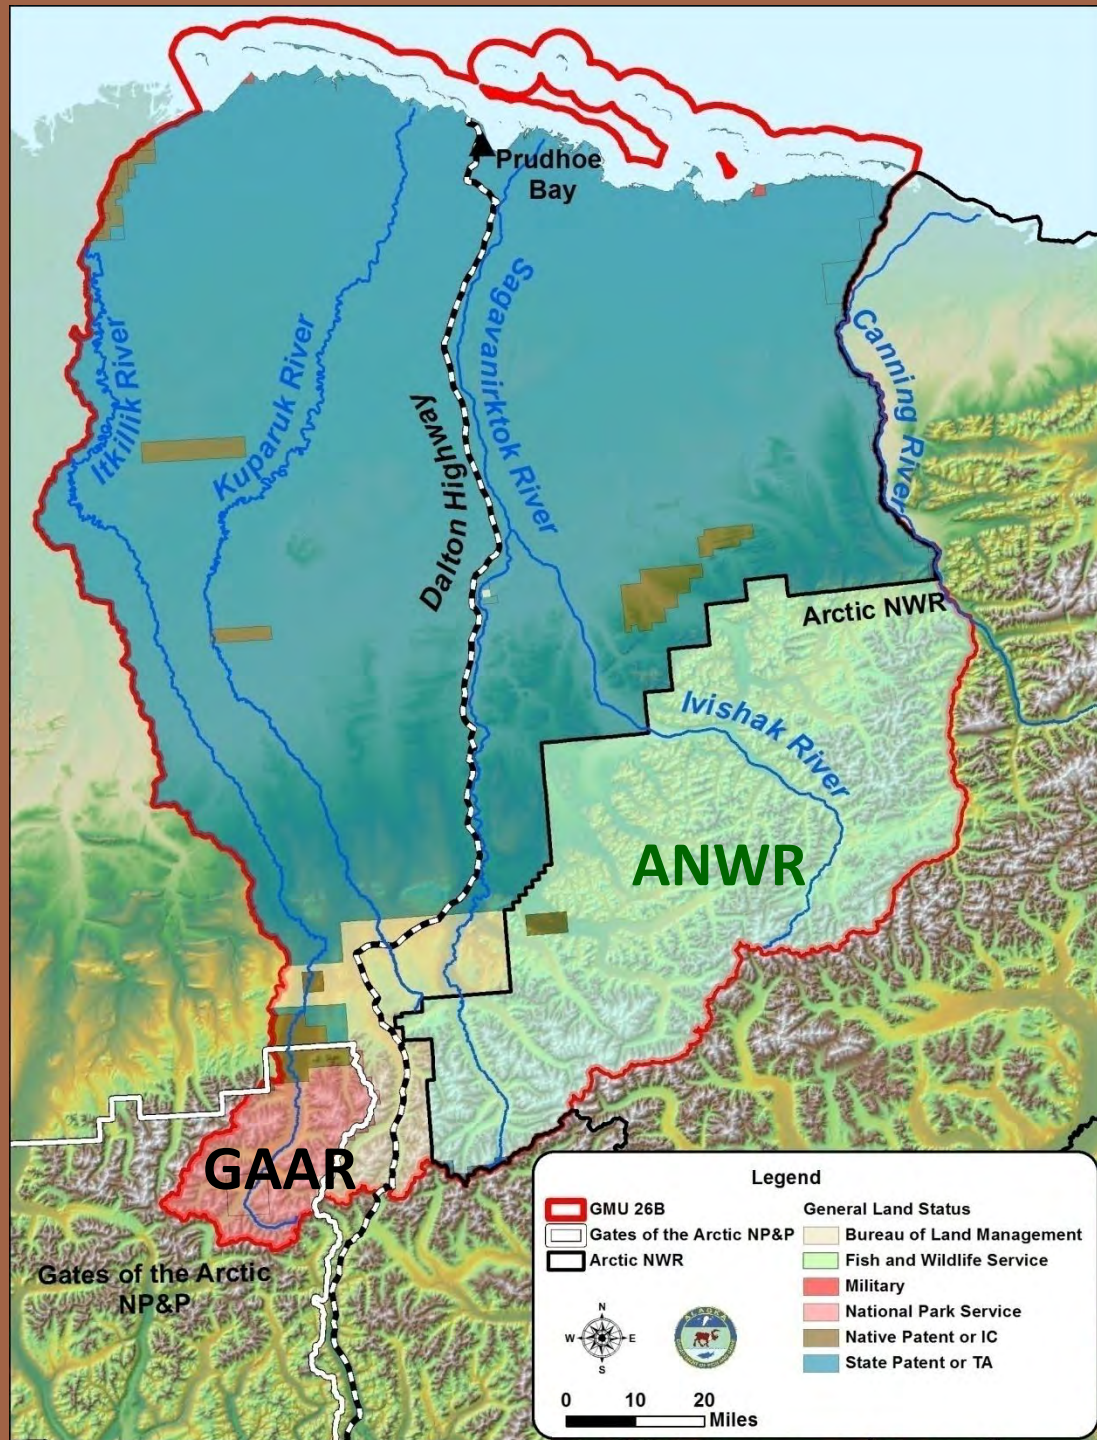 Prudhoe
Bay
Sagavanirktok River
Itkillik River
Kuparuk River
Canning River
Dalton Highway
Arctic NWR
Ivishak River
ANWR
GAAR
Gates of the Arctic
NP&P
Legend
GMU 26B
Gates of the Arctic NP&P
Arctic NWR
General Land Status
Bureau of Land Management
Fish and Wildlife Service
Military
National Park Service
Native Patent or IC
State Patent or TA
N
W E
S
ALASKA
0 10 20
Miles